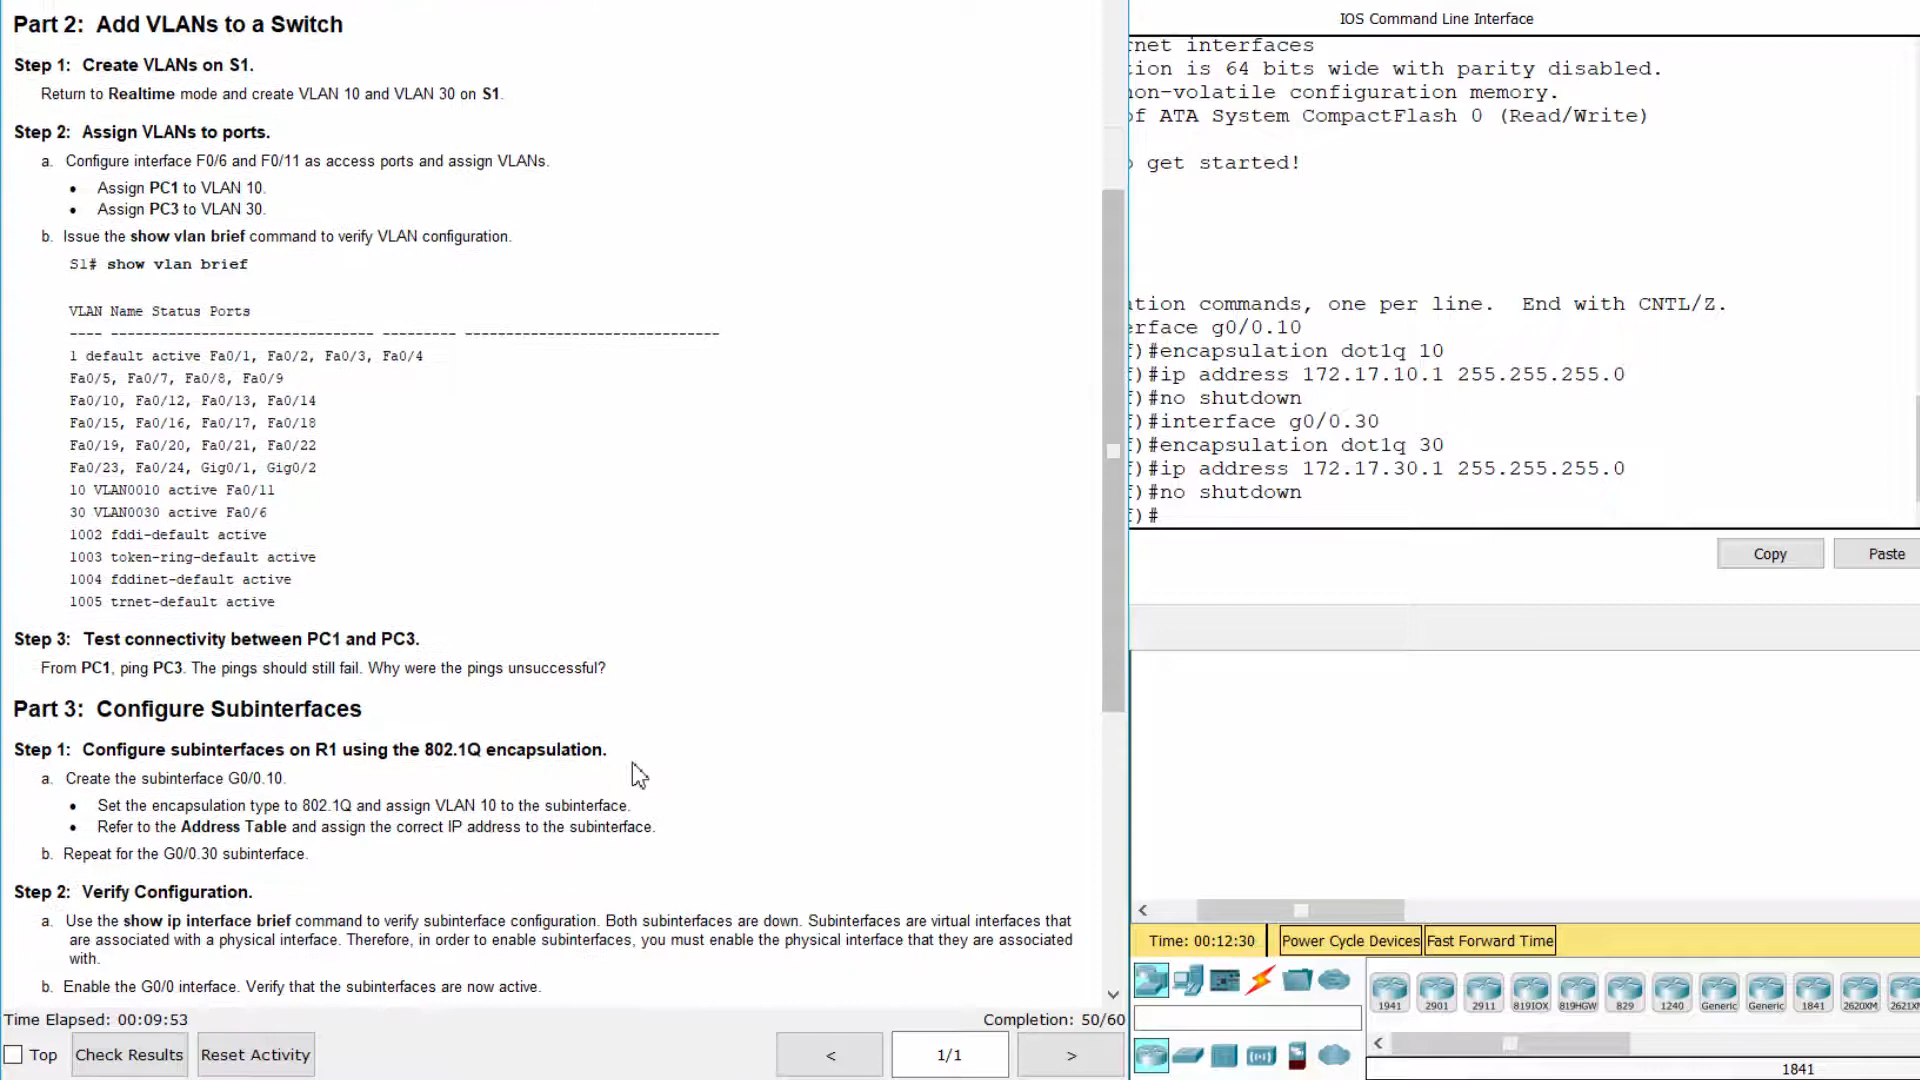 Part 2: Add VLANs to a Switch
Step 1: Create VLANs on S1.
Return to Realtime mode and create VLAN 10 and VLAN 30 on S1.
Step 2: Assign VLANs to ports.
a. Configure interface F0/6 and F0/11 as access ports and assign VLANs.
• Assign PC1 to VLAN 10.
• Assign PC3 to VLAN 30.
b. Issue the show vlan brief command to verify VLAN configuration.
S1# show vlan brief
VLAN Name Status Ports
---- -------------------------------- --------- -------------------------------
1 default active Fa0/1, Fa0/2, Fa0/3, Fa0/4
Fa0/5, Fa0/7, Fa0/8, Fa0/9
Fa0/10, Fa0/12, Fa0/13, Fa0/14
Fa0/15, Fa0/16, Fa0/17, Fa0/18
Fa0/19, Fa0/20, Fa0/21, Fa0/22
Fa0/23, Fa0/24, Gig0/1, Gig0/2
10 VLAN0010 active Fa0/11
30 VLAN0030 active Fa0/6
1002 fddi-default active
1003 token-ring-default active
1004 fddinet-default active
1005 trnet-default active
Step 3: Test connectivity between PC1 and PC3.
From PC1, ping PC3. The pings should still fail. Why were the pings unsuccessful?
Part 3: Configure Subinterfaces
Step 1: Configure subinterfaces on R1 using the 802.1Q encapsulation.
a. Create the subinterface G0/0.10.
• Set the encapsulation type to 802.1Q and assign VLAN 10 to the subinterface.
• Refer to the Address Table and assign the correct IP address to the subinterface.
b. Repeat for the G0/0.30 subinterface.
Step 2: Verify Configuration.
a. Use the show ip interface brief command to verify subinterface configuration. Both subinterfaces are down. Subinterfaces are virtual interfaces that
are associated with a physical interface. Therefore, in order to enable subinterfaces, you must enable the physical interface that they are associated
with.
b. Enable the G0/0 interface. Verify that the subinterfaces are now active.
Time Elapsed: 00:09:53
Completion: 50/60
Top
Check Results
Reset Activity
<
1/1
>
IOS Command Line Interface
rnet interfaces
tion is 64 bits wide with parity disabled.
non-volatile configuration memory.
of ATA System CompactFlash 0 (Read/Write)
o get started!
ation commands, one per line. End with CNTL/Z.
erface g0/0.10
f)#encapsulation dot1q 10
f)#ip address 172.17.10.1 255.255.255.0
f)#no shutdown
f)#interface g0/0.30
f)#encapsulation dot1q 30
f)#ip address 172.17.30.1 255.255.255.0
f)#no shutdown
f)#
Copy
Paste
Time: 00:12:30
Power Cycle Devices
Fast Forward Time
1941 2901 2911 819IOX 819HGW 829 1240 Generic Generic 1841 2620XM 2621X
1841